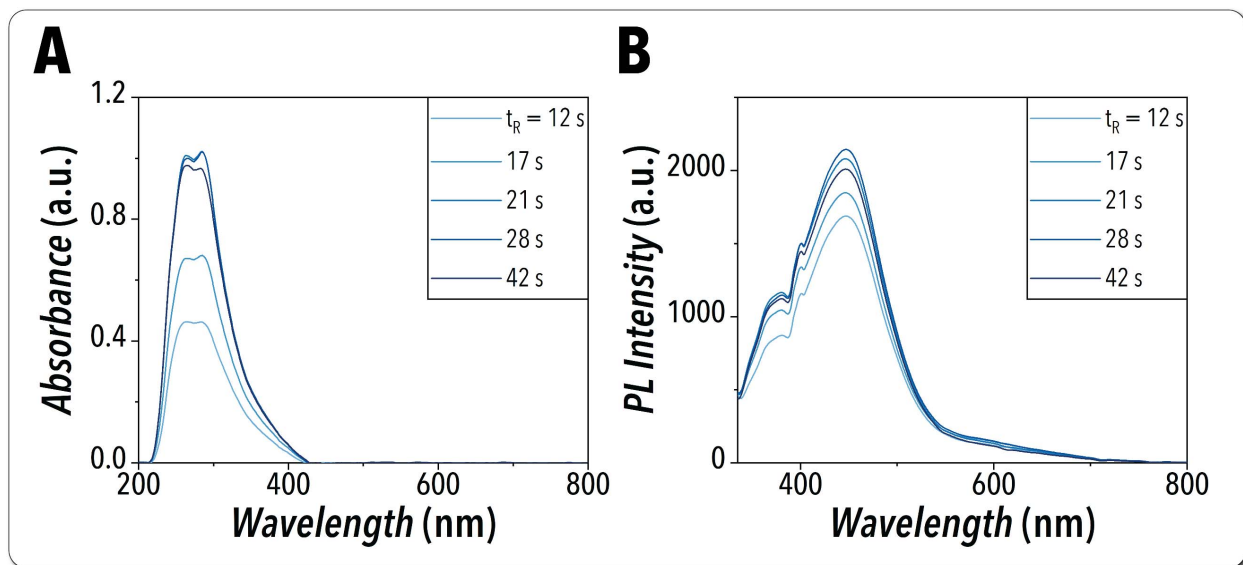 A
B
1.2
0.8
0.4
0.0
Absorbance (a.u.)
200
400
600
800
Wavelength (nm)
tR = 12 s
17 s
21 s
28 s
42 s
2000
1000
0
PL Intensity (a.u.)
400
600
800
Wavelength (nm)
tR = 12 s
17 s
21 s
28 s
42 s